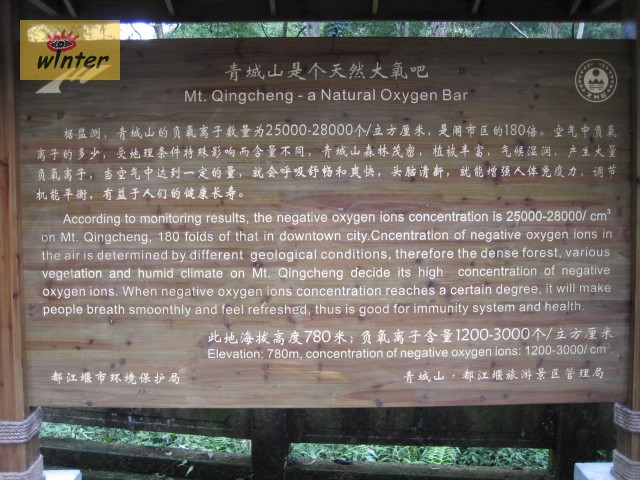 winter
青城山是个天然大氧吧
Mt. Qingcheng - a Natural Oxygen Bar
据监测，青城山的负氧离子数量为25000-28000个/立方厘米，是闹市区的180倍。空气中负氧
离子的多少，受地理条件特殊影响而含量不同，青城山森林茂密，植被丰富，气候湿润，产生大量
负氧离子，当空气中达到一定的量，就会呼吸舒畅和爽快，头脑清新，就能增强人体免疫力，调节
机能平衡，有益于人们的健康长寿。
According to monitoring results, the negative oxygen ions concentration is 25000-28000/ cm³
on Mt. Qingcheng, 180 folds of that in downtown city.Cncentration of negative oxygen ions in
the air is determined by different geological conditions, therefore the dense forest, various
vegetation and humid climate on Mt. Qingcheng decide its high concentration of negative
oxygen ions. When negative oxygen ions concentration reaches a certain degree, it will make
people breath smoonthly and feel refreshed, thus is good for immunity system and health.
此地海拔高度780米；负氧离子含量1200-3000个/立方厘米
Elevation: 780m, concentration of negative oxygen ions: 1200-3000/ cm³
都江堰市环境保护局
青城山·都江堰旅游景区管理局